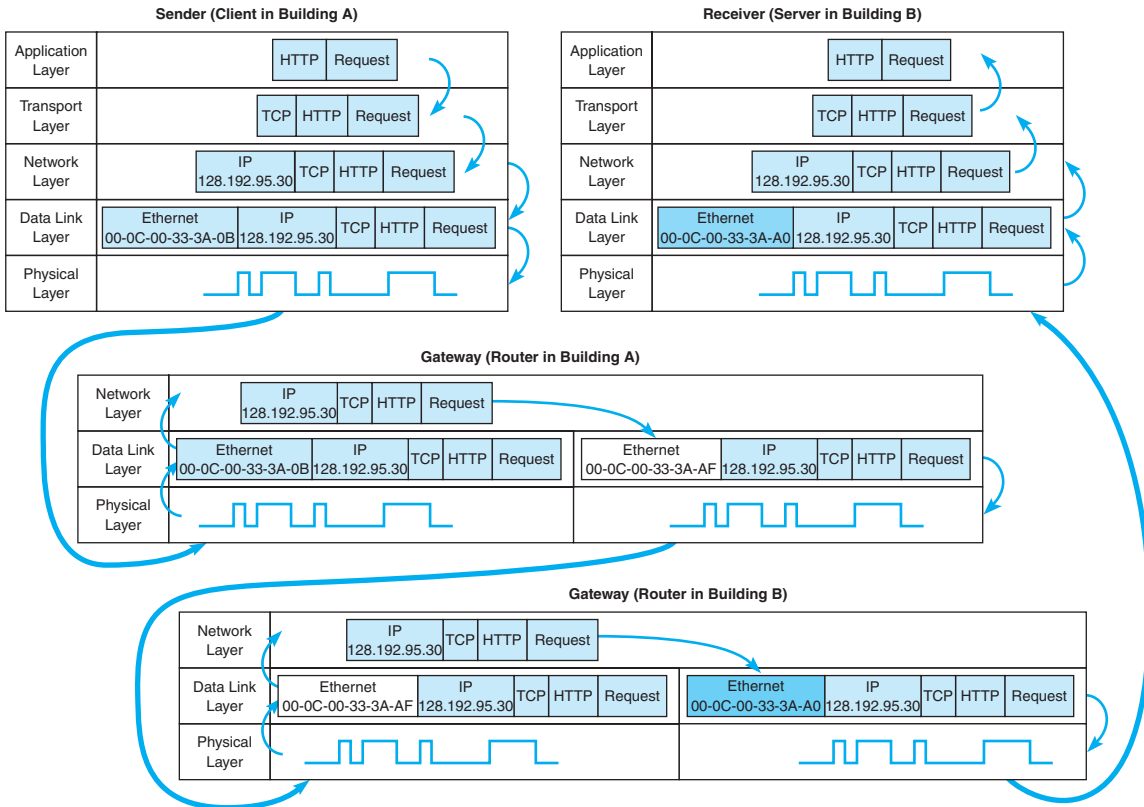 Sender (Client in Building A)
Application
Layer
HTTP Request
Transport
Layer
TCP HTTP Request
Network
Layer
IP
128.192.95.30 TCP HTTP Request
Data Link
Layer
Ethernet
00-0C-00-33-3A-0B
IP
128.192.95.30 TCP HTTP Request
Physical
Layer
Receiver (Server in Building B)
Application
Layer
HTTP Request
Transport
Layer
TCP HTTP Request
Network
Layer
IP
128.192.95.30 TCP HTTP Request
Data Link
Layer
Ethernet
00-0C-00-33-3A-A0
IP
128.192.95.30 TCP HTTP Request
Physical
Layer
Gateway (Router in Building A)
Network
Layer
IP
128.192.95.30 TCP HTTP Request
Data Link
Layer
Ethernet
00-0C-00-33-3A-0B
IP
128.192.95.30 TCP HTTP Request
Ethernet
00-0C-00-33-3A-AF
IP
128.192.95.30 TCP HTTP Request
Physical
Layer
Gateway (Router in Building B)
Network
Layer
IP
128.192.95.30 TCP HTTP Request
Data Link
Layer
Ethernet
00-0C-00-33-3A-AF
IP
128.192.95.30 TCP HTTP Request
Ethernet
00-0C-00-33-3A-A0
IP
128.192.95.30 TCP HTTP Request
Physical
Layer